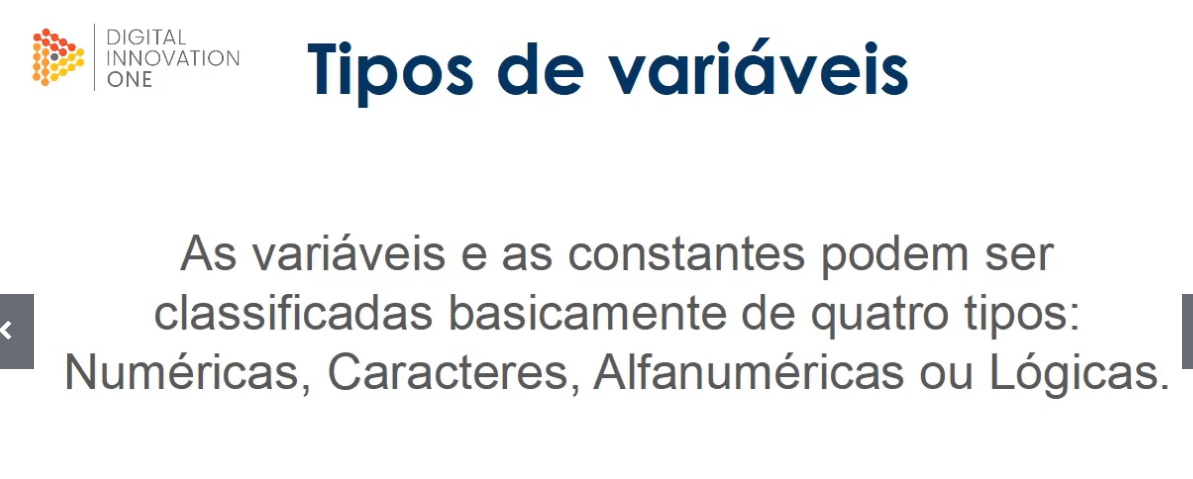 DIGITAL
INNOVATION
ONE
Tipos de variáveis
As variáveis e as constantes podem ser
classificadas basicamente de quatro tipos:
Numéricas, Caracteres, Alfanuméricas ou Lógicas.